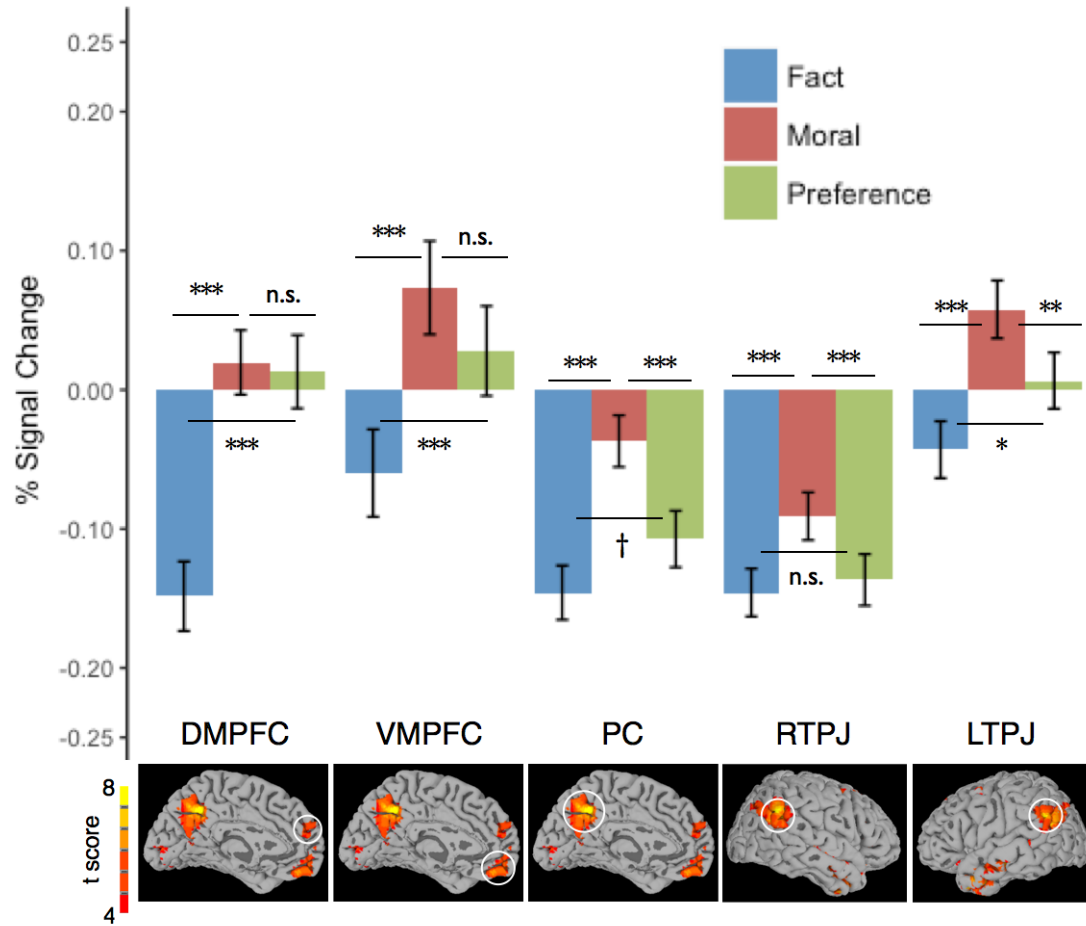 0.25
0.20
0.10
0.00
-0.10
-0.20
-0.25
% Signal Change
Fact
Moral
Preference
*** n.s. ***
*** n.s. ***
*** *** †
*** *** n.s.
*** ** *
DMPFC VMPFC PC RTPJ LTPJ
8
t score
4